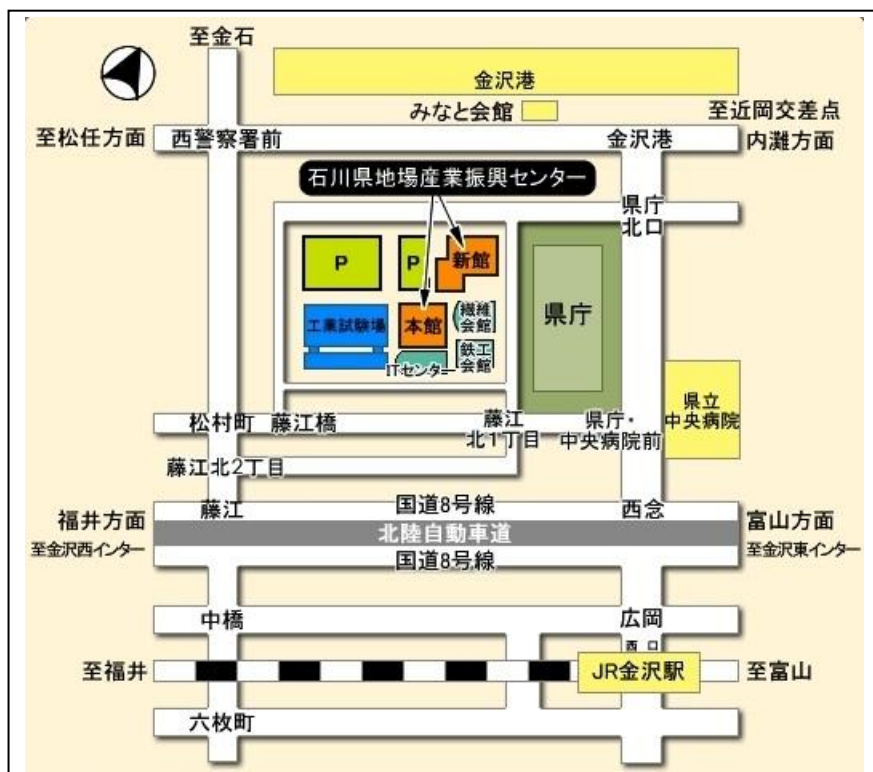 至金石
金沢港
みなと会館
至近岡交差点
至松任方面
西警察署前
金沢港
内灘方面
石川県地場産業振興センター
県庁
北口
P
P
新館
工業試験場
本館
繊維
会館
県庁
ITセンター
鉄工
会館
県立
中央病院
松村町
藤江橋
藤江
北1丁目
県庁・
中央病院前
藤江北2丁目
福井方面
至金沢西インター
藤江
国道8号線
西念
富山方面
至金沢東インター
北陸自動車道
国道8号線
中橋
広岡
西口
至福井
JR金沢駅
至富山
六枚町